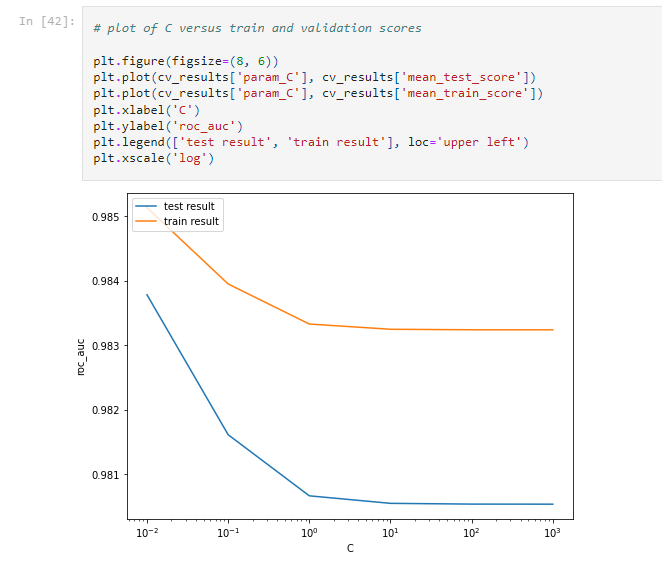 In [42]:
# plot of C versus train and validation scores
plt.figure(figsize=(8, 6))
plt.plot(cv_results['param_C'], cv_results['mean_test_score'])
plt.plot(cv_results['param_C'], cv_results['mean_train_score'])
plt.xlabel('C')
plt.ylabel('roc_auc')
plt.legend(['test result', 'train result'], loc='upper left')
plt.xscale('log')
test result
train result
0.985
0.984
0.983
0.982
0.981
roc_auc
10⁻² 10⁻¹ 10⁰ 10¹ 10² 10³
C